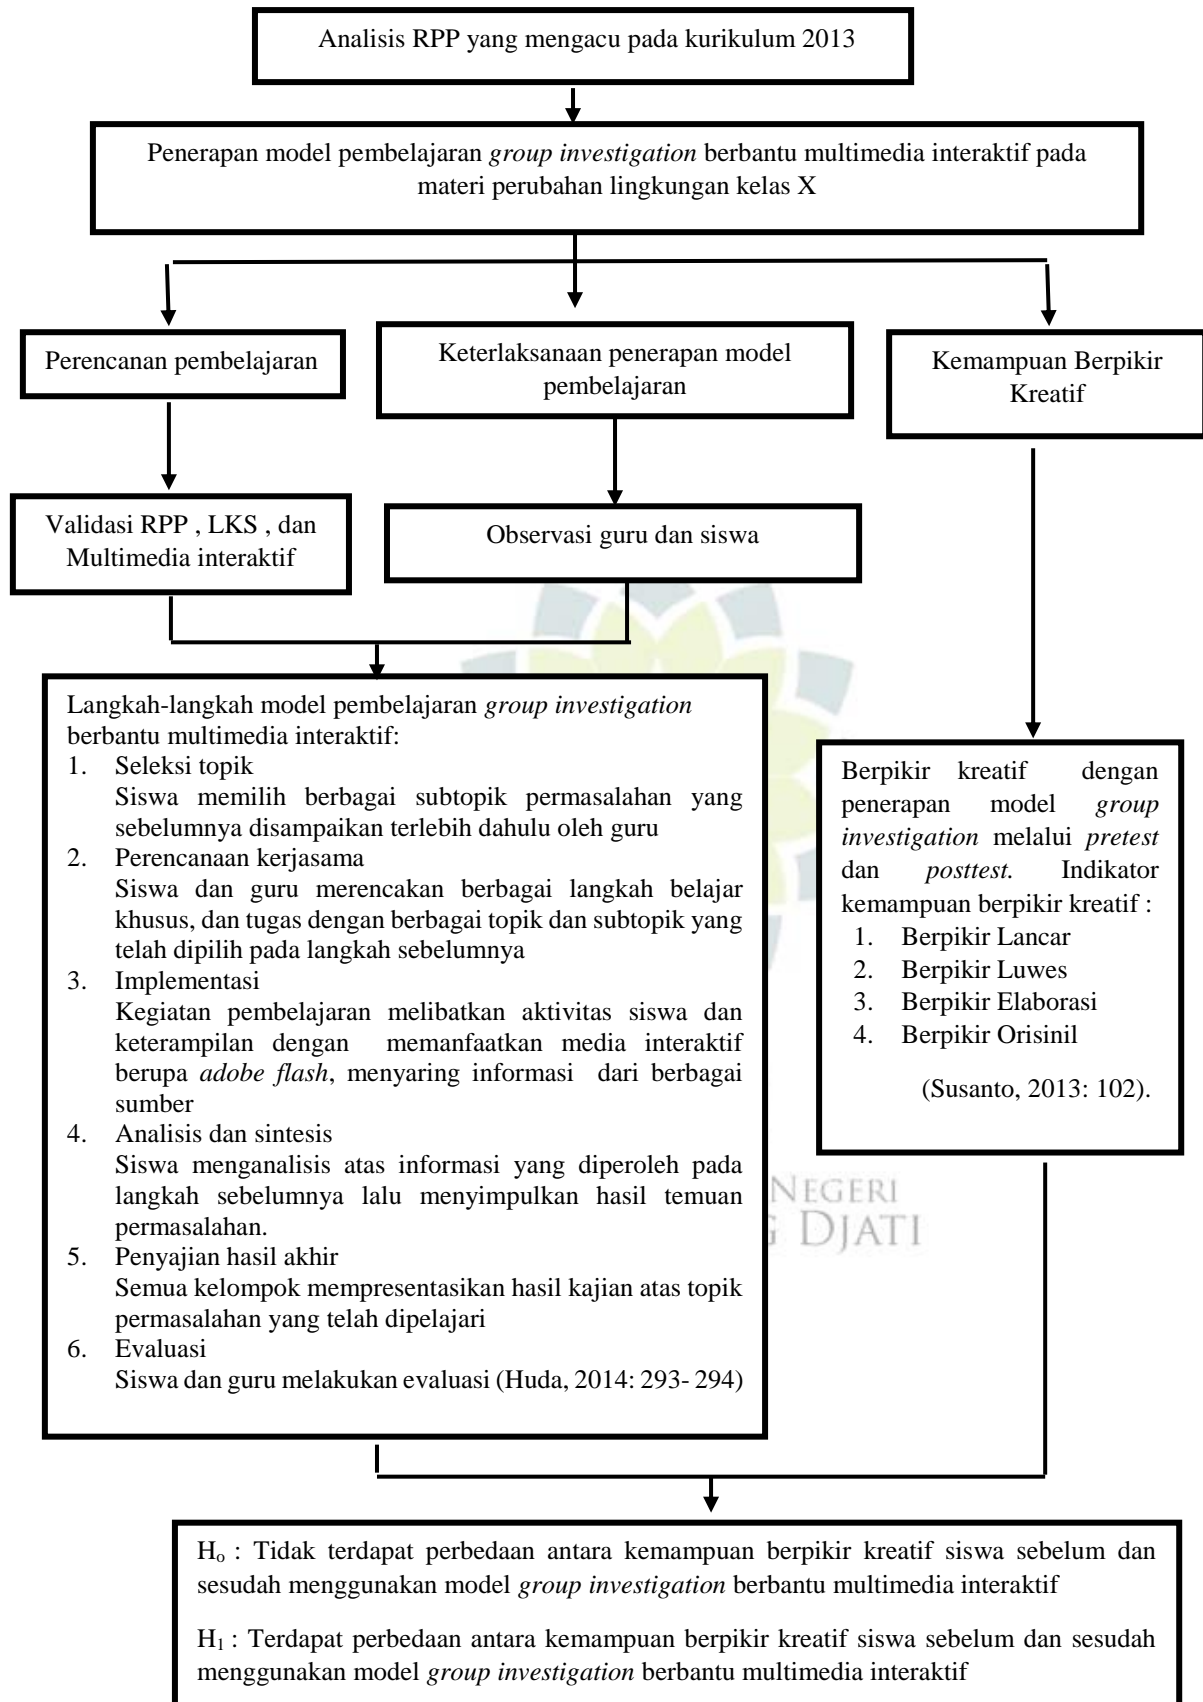 Analisis RPP yang mengacu pada kurikulum 2013
Penerapan model pembelajaran group investigation berbantu multimedia interaktif pada
materi perubahan lingkungan kelas X
Perencanan pembelajaran
Keterlaksanaan penerapan model
pembelajaran
Kemampuan Berpikir
Kreatif
Validasi RPP , LKS , dan
Multimedia interaktif
Observasi guru dan siswa
Langkah-langkah model pembelajaran group investigation
berbantu multimedia interaktif:
1. Seleksi topik
Siswa memilih berbagai subtopik permasalahan yang
sebelumnya disampaikan terlebih dahulu oleh guru
2. Perencanaan kerjasama
Siswa dan guru merencakan berbagai langkah belajar
khusus, dan tugas dengan berbagai topik dan subtopik yang
telah dipilih pada langkah sebelumnya
3. Implementasi
Kegiatan pembelajaran melibatkan aktivitas siswa dan
keterampilan dengan memanfaatkan media interaktif
berupa adobe flash, menyaring informasi dari berbagai
sumber
4. Analisis dan sintesis
Siswa menganalisis atas informasi yang diperoleh pada
langkah sebelumnya lalu menyimpulkan hasil temuan
permasalahan.
5. Penyajian hasil akhir
Semua kelompok mempresentasikan hasil kajian atas topik
permasalahan yang telah dipelajari
6. Evaluasi
Siswa dan guru melakukan evaluasi (Huda, 2014: 293- 294)
Berpikir kreatif dengan
penerapan model group
investigation melalui pretest
dan posttest. Indikator
kemampuan berpikir kreatif :
1. Berpikir Lancar
2. Berpikir Luwes
3. Berpikir Elaborasi
4. Berpikir Orisinil
(Susanto, 2013: 102).
NEGERI
G DJATI
Ho : Tidak terdapat perbedaan antara kemampuan berpikir kreatif siswa sebelum dan
sesudah menggunakan model group investigation berbantu multimedia interaktif
H1 : Terdapat perbedaan antara kemampuan berpikir kreatif siswa sebelum dan sesudah
menggunakan model group investigation berbantu multimedia interaktif